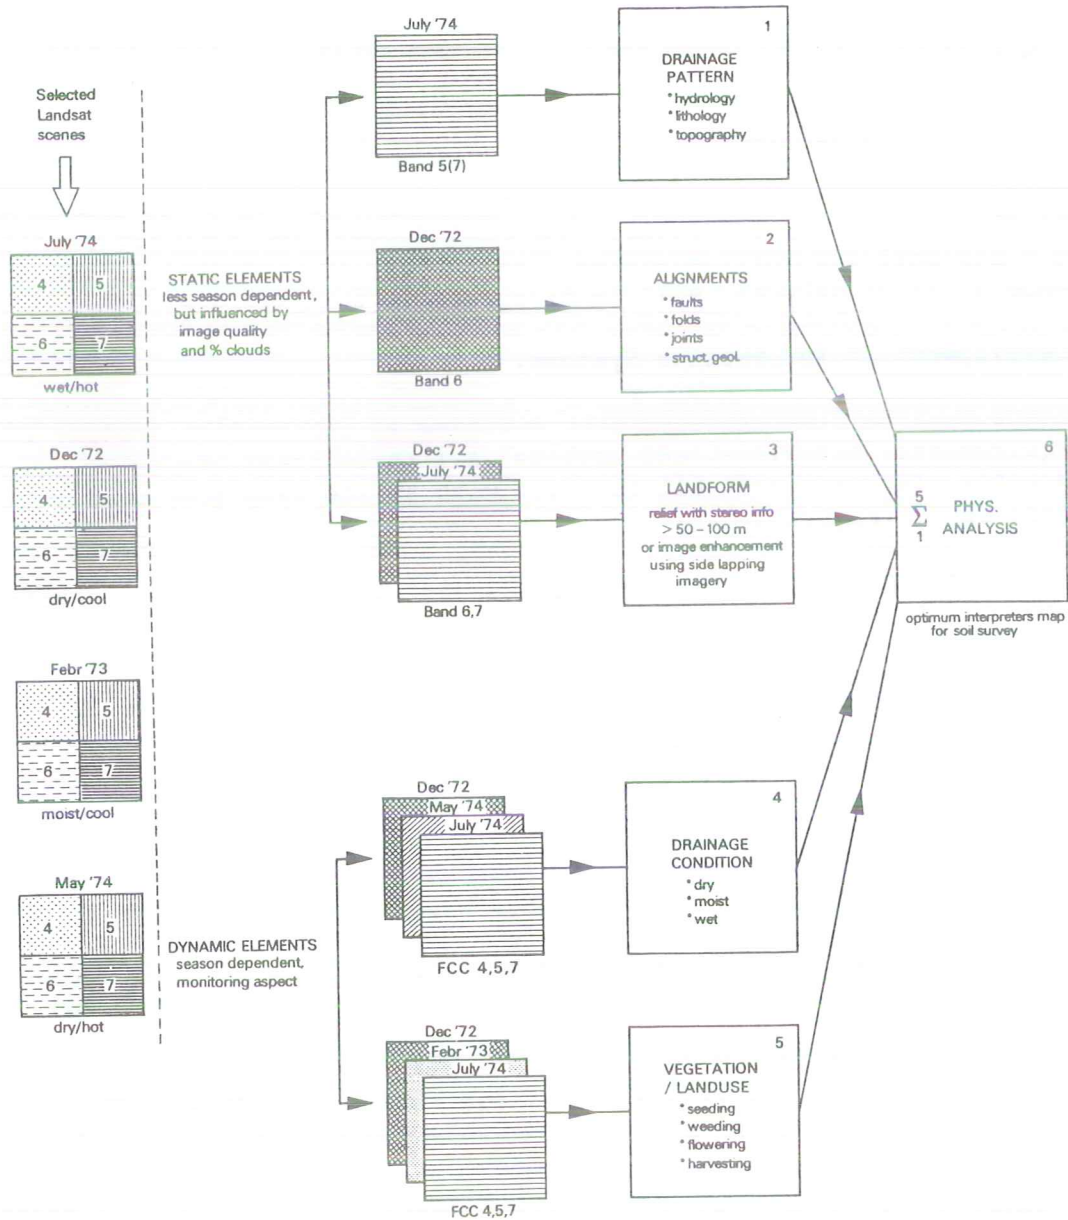 Selected
Landsat
scenes
July '74
4
5
6
7
wet/hot
Dec '72
4
5
6
7
dry/cool
Febr '73
4
5
6
7
moist/cool
May '74
4
5
6
7
dry/hot
STATIC ELEMENTS
less season dependent,
but influenced by
image quality
and % clouds
DYNAMIC ELEMENTS
season dependent,
monitoring aspect
July '74
Band 5(7)
1
DRAINAGE
PATTERN
* hydrology
* lithology
* topography
Dec '72
Band 6
2
ALIGNMENTS
* faults
* folds
* joints
* struct. geol.
Dec '72
July '74
Band 6,7
3
LANDFORM
relief with stereo info
> 50 – 100 m
or image enhancement
using side lapping
imagery
Dec '72
May '74
July '74
FCC 4,5,7
4
DRAINAGE
CONDITION
* dry
* moist
* wet
Dec '72
Febr '73
July '74
FCC 4,5,7
5
VEGETATION
/ LANDUSE
* seeding
* weeding
* flowering
* harvesting
6
5
Σ
1
PHYS.
ANALYSIS
optimum interpreters map
for soil survey